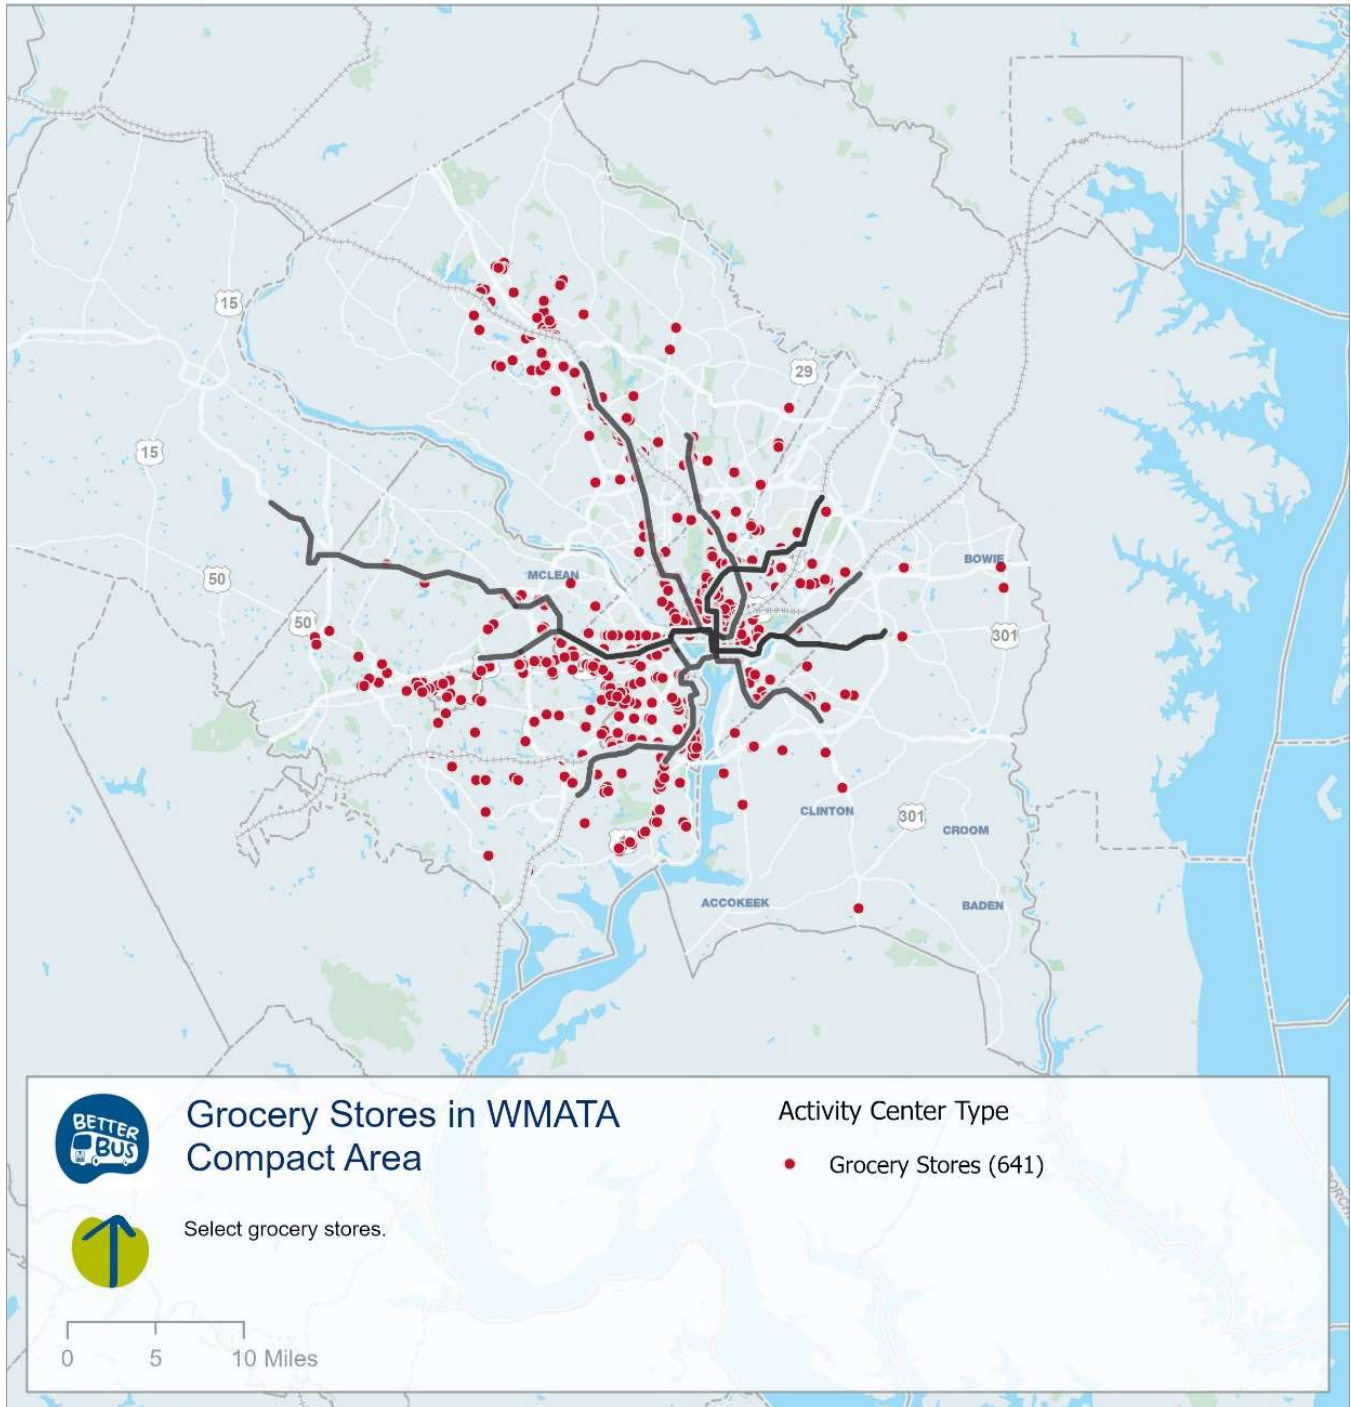 15
29
15
50
MCLEAN
BOWIE
50
301
CLINTON
301
CROOM
ACCOKEEK
BADEN
BETTER
BUS
M
Grocery Stores in WMATA
Compact Area
Select grocery stores.
0 5 10 Miles
Activity Center Type
Grocery Stores (641)